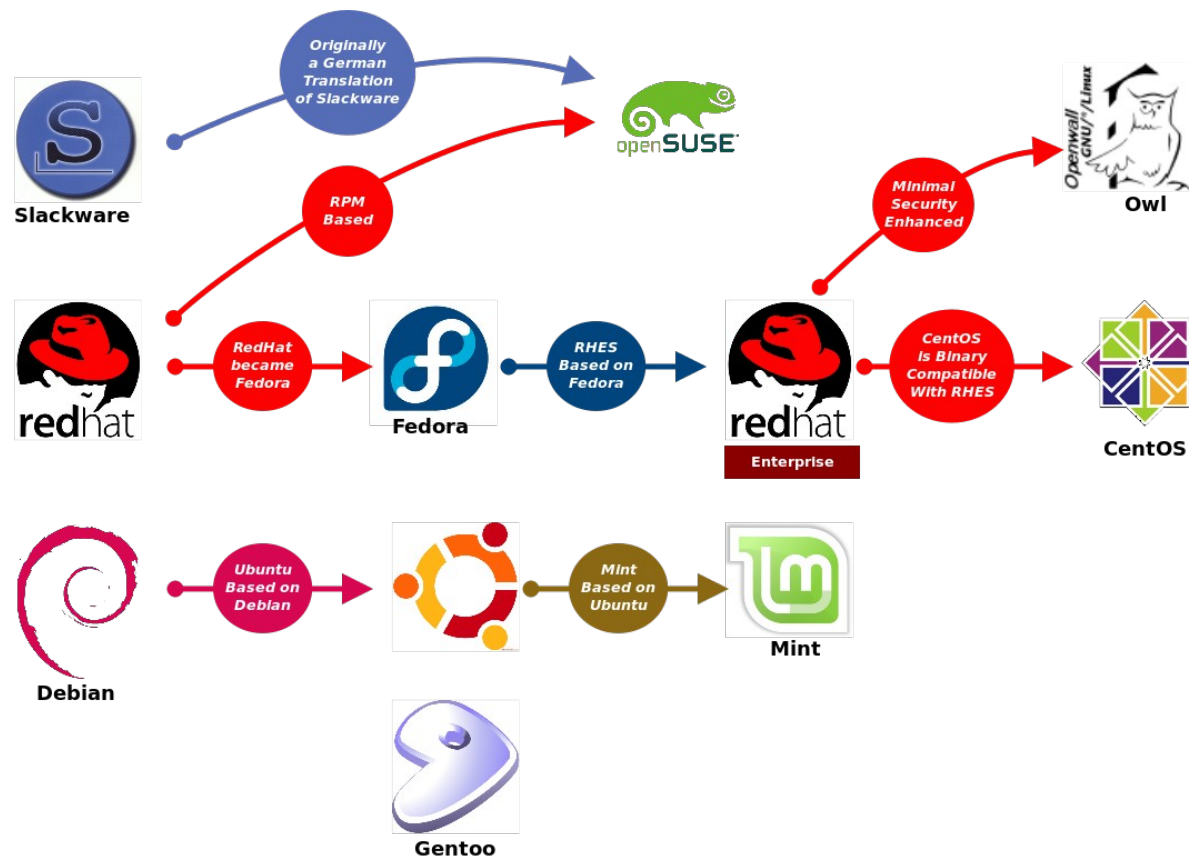 Originally
a German
Translation
of Slackware
openSUSE
Openwall
GNU/*/Linux
Owl
S
Slackware
RPM
Based
Minimal
Security
Enhanced
redhat
RedHat
became
Fedora
f
Fedora
RHES
Based on
Fedora
redhat
Enterprise
CentOS
Is Binary
Compatible
With RHES
CentOS
Debian
Ubuntu
Based on
Debian
Mint
Based on
Ubuntu
lm
Mint
Gentoo